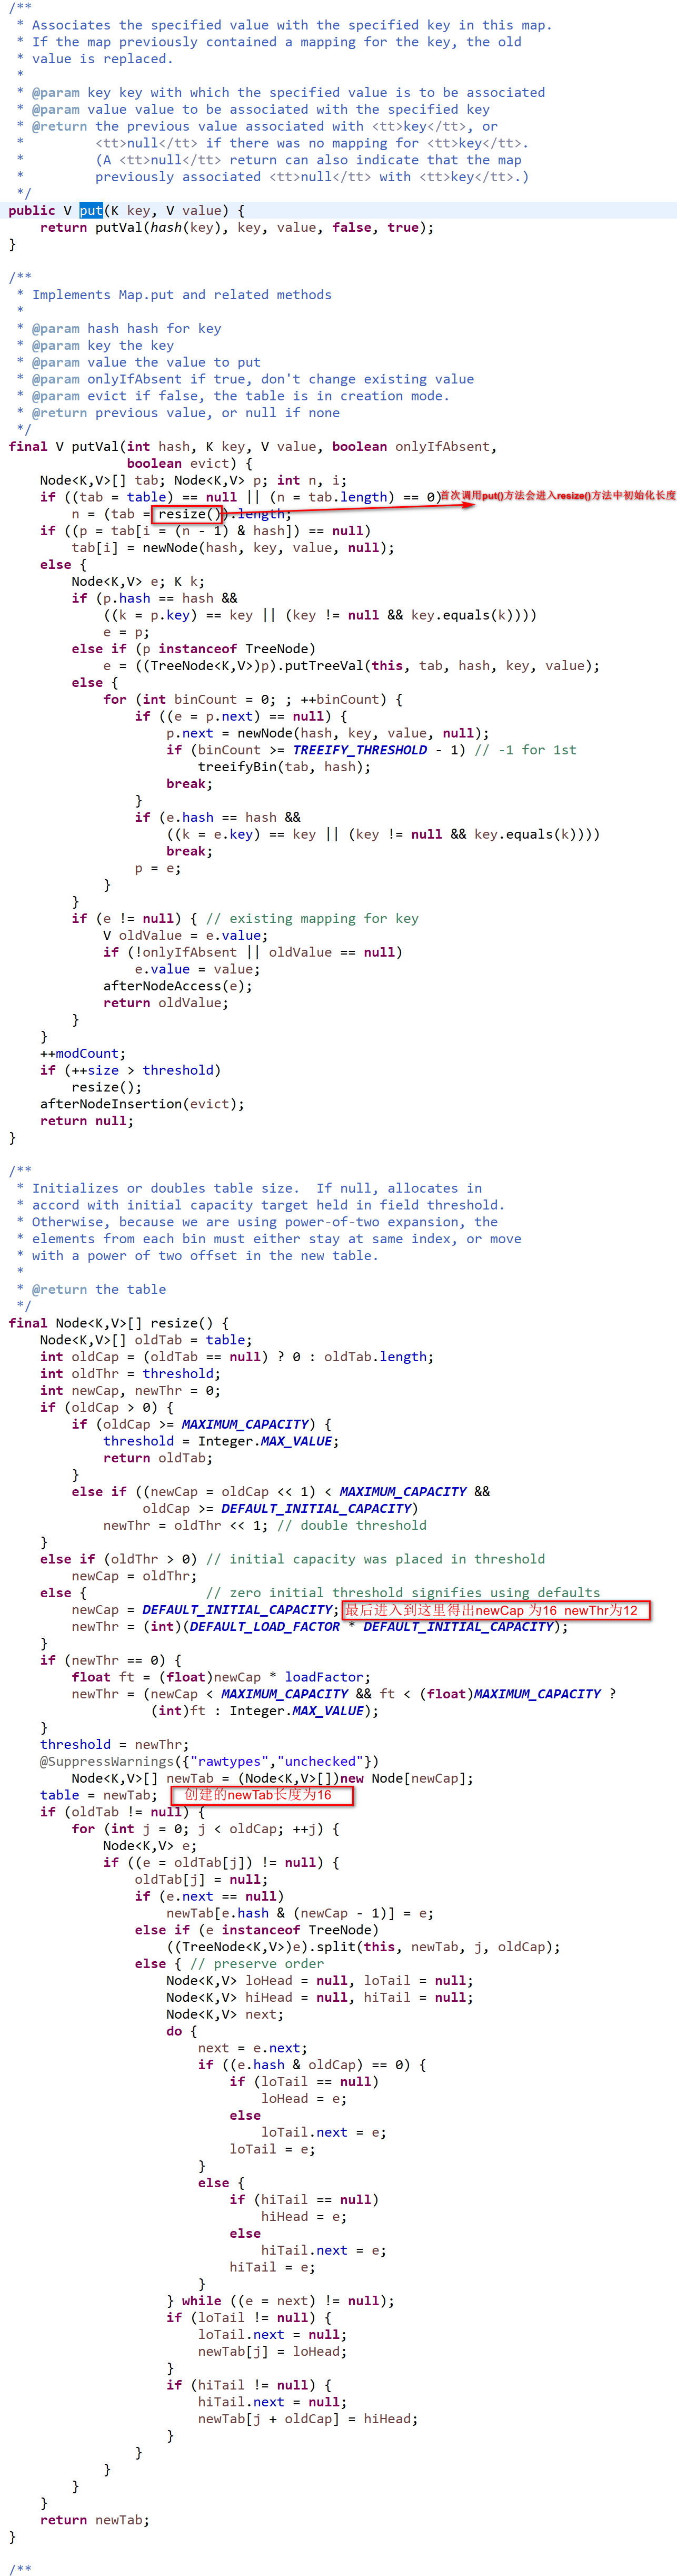 /**
 * Associates the specified value with the specified key in this map.
 * If the map previously contained a mapping for the key, the old
 * value is replaced.
 *
 * @param key key with which the specified value is to be associated
 * @param value value to be associated with the specified key
 * @return the previous value associated with <tt>key</tt>, or
 *         <tt>null</tt> if there was no mapping for <tt>key</tt>.
 *         (A <tt>null</tt> return can also indicate that the map
 *         previously associated <tt>null</tt> with <tt>key</tt>.)
 */
public V put(K key, V value) {
    return putVal(hash(key), key, value, false, true);
}

/**
 * Implements Map.put and related methods
 *
 * @param hash hash for key
 * @param key the key
 * @param value the value to put
 * @param onlyIfAbsent if true, don't change existing value
 * @param evict if false, the table is in creation mode.
 * @return previous value, or null if none
 */
final V putVal(int hash, K key, V value, boolean onlyIfAbsent,
               boolean evict) {
    Node<K,V>[] tab; Node<K,V> p; int n, i;
    if ((tab = table) == null || (n = tab.length) == 0) 首次调用put()方法会进入resize()方法中初始化长度
        n = (tab = resize()).length;
    if ((p = tab[i = (n - 1) & hash]) == null)
        tab[i] = newNode(hash, key, value, null);
    else {
        Node<K,V> e; K k;
        if (p.hash == hash &&
            ((k = p.key) == key || (key != null && key.equals(k))))
            e = p;
        else if (p instanceof TreeNode)
            e = ((TreeNode<K,V>)p).putTreeVal(this, tab, hash, key, value);
        else {
            for (int binCount = 0; ; ++binCount) {
                if ((e = p.next) == null) {
                    p.next = newNode(hash, key, value, null);
                    if (binCount >= TREEIFY_THRESHOLD - 1) // -1 for 1st
                        treeifyBin(tab, hash);
                    break;
                }
                if (e.hash == hash &&
                    ((k = e.key) == key || (key != null && key.equals(k))))
                    break;
                p = e;
            }
        }
        if (e != null) { // existing mapping for key
            V oldValue = e.value;
            if (!onlyIfAbsent || oldValue == null)
                e.value = value;
            afterNodeAccess(e);
            return oldValue;
        }
    }
    ++modCount;
    if (++size > threshold)
        resize();
    afterNodeInsertion(evict);
    return null;
}

/**
 * Initializes or doubles table size.  If null, allocates in
 * accord with initial capacity target held in field threshold.
 * Otherwise, because we are using power-of-two expansion, the
 * elements from each bin must either stay at same index, or move
 * with a power of two offset in the new table.
 *
 * @return the table
 */
final Node<K,V>[] resize() {
    Node<K,V>[] oldTab = table;
    int oldCap = (oldTab == null) ? 0 : oldTab.length;
    int oldThr = threshold;
    int newCap, newThr = 0;
    if (oldCap > 0) {
        if (oldCap >= MAXIMUM_CAPACITY) {
            threshold = Integer.MAX_VALUE;
            return oldTab;
        }
        else if ((newCap = oldCap << 1) < MAXIMUM_CAPACITY &&
                 oldCap >= DEFAULT_INITIAL_CAPACITY)
            newThr = oldThr << 1; // double threshold
    }
    else if (oldThr > 0) // initial capacity was placed in threshold
        newCap = oldThr;
    else {               // zero initial threshold signifies using defaults
        newCap = DEFAULT_INITIAL_CAPACITY; 最后进入到这里得出newCap 为16  newThr为12
        newThr = (int)(DEFAULT_LOAD_FACTOR * DEFAULT_INITIAL_CAPACITY);
    }
    if (newThr == 0) {
        float ft = (float)newCap * loadFactor;
        newThr = (newCap < MAXIMUM_CAPACITY && ft < (float)MAXIMUM_CAPACITY ?
                  (int)ft : Integer.MAX_VALUE);
    }
    threshold = newThr;
    @SuppressWarnings({"rawtypes","unchecked"})
        Node<K,V>[] newTab = (Node<K,V>[])new Node[newCap];
    table = newTab; 创建的newTab长度为16
    if (oldTab != null) {
        for (int j = 0; j < oldCap; ++j) {
            Node<K,V> e;
            if ((e = oldTab[j]) != null) {
                oldTab[j] = null;
                if (e.next == null)
                    newTab[e.hash & (newCap - 1)] = e;
                else if (e instanceof TreeNode)
                    ((TreeNode<K,V>)e).split(this, newTab, j, oldCap);
                else { // preserve order
                    Node<K,V> loHead = null, loTail = null;
                    Node<K,V> hiHead = null, hiTail = null;
                    Node<K,V> next;
                    do {
                        next = e.next;
                        if ((e.hash & oldCap) == 0) {
                            if (loTail == null)
                                loHead = e;
                            else
                                loTail.next = e;
                            loTail = e;
                        }
                        else {
                            if (hiTail == null)
                                hiHead = e;
                            else
                                hiTail.next = e;
                            hiTail = e;
                        }
                    } while ((e = next) != null);
                    if (loTail != null) {
                        loTail.next = null;
                        newTab[j] = loHead;
                    }
                    if (hiTail != null) {
                        hiTail.next = null;
                        newTab[j + oldCap] = hiHead;
                    }
                }
            }
        }
    }
    return newTab;
}

/**